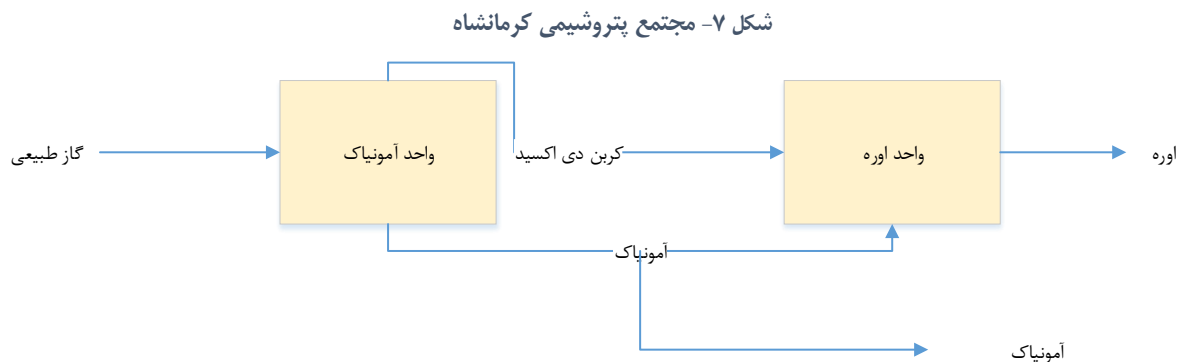 شکل ۷- مجتمع پتروشیمی کرمانشاه
گاز طبیعی
واحد آمونیاک
کربن دی اکسید
واحد اوره
اوره
آمونیاک
آمونیاک